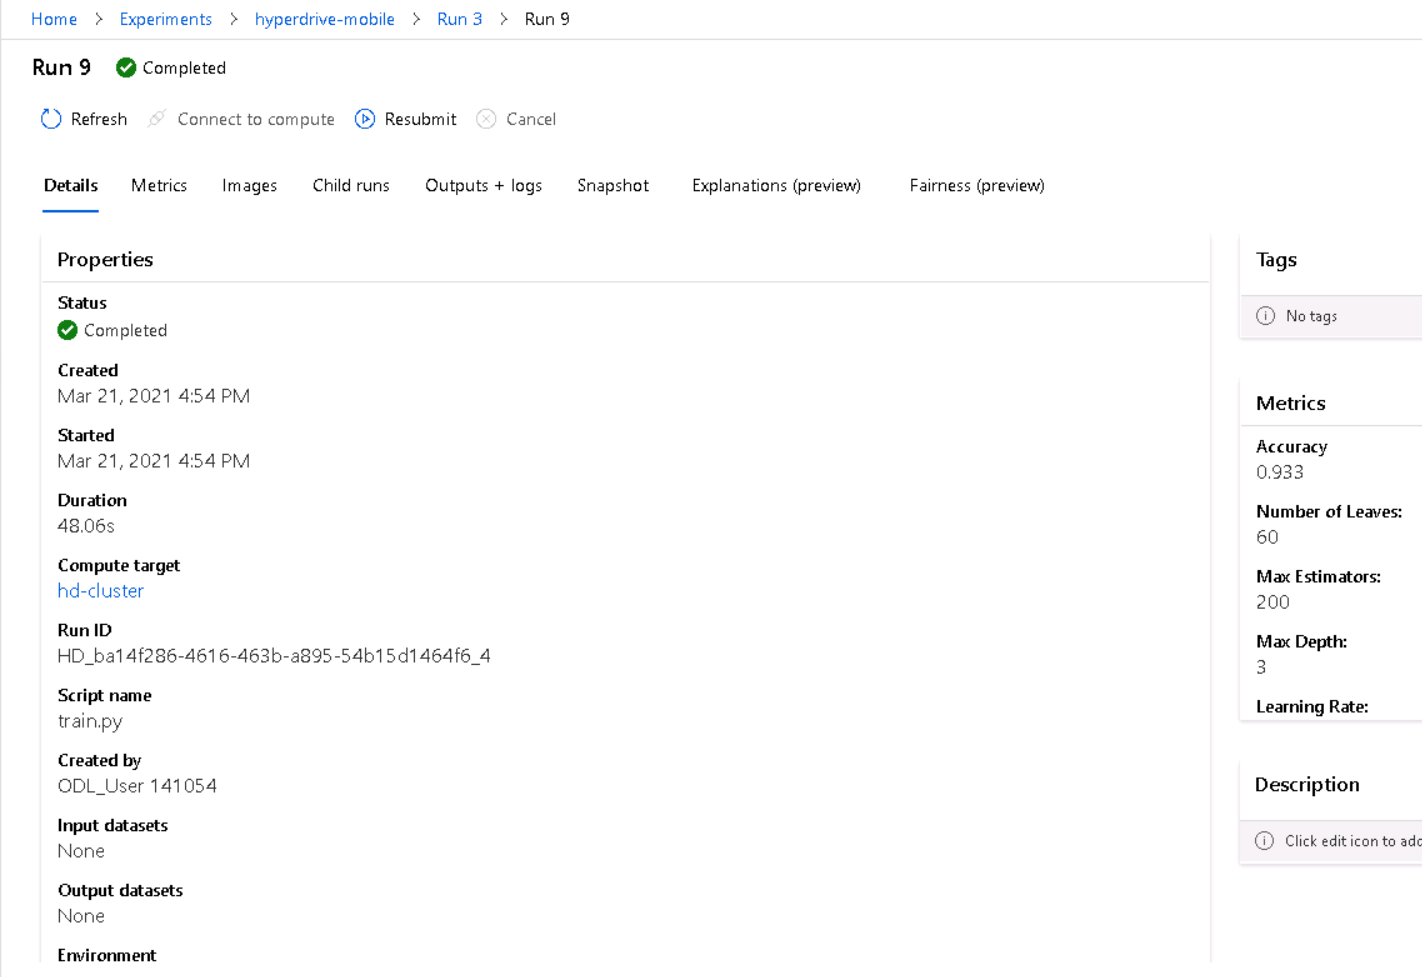 Home > Experiments > hyperdrive-mobile > Run 3 > Run 9
Run 9 Completed
Refresh Connect to compute Resubmit Cancel
Details Metrics Images Child runs Outputs + logs Snapshot Explanations (preview) Fairness (preview)
Properties
Status
Completed
Created
Mar 21, 2021 4:54 PM
Started
Mar 21, 2021 4:54 PM
Duration
48.06s
Compute target
hd-cluster
Run ID
HD_ba14f286-4616-463b-a895-54b15d1464f6_4
Script name
train.py
Created by
ODL_User 141054
Input datasets
None
Output datasets
None
Environment
Tags
No tags
Metrics
Accuracy
0.933
Number of Leaves:
60
Max Estimators:
200
Max Depth:
3
Learning Rate:
Description
Click edit icon to add